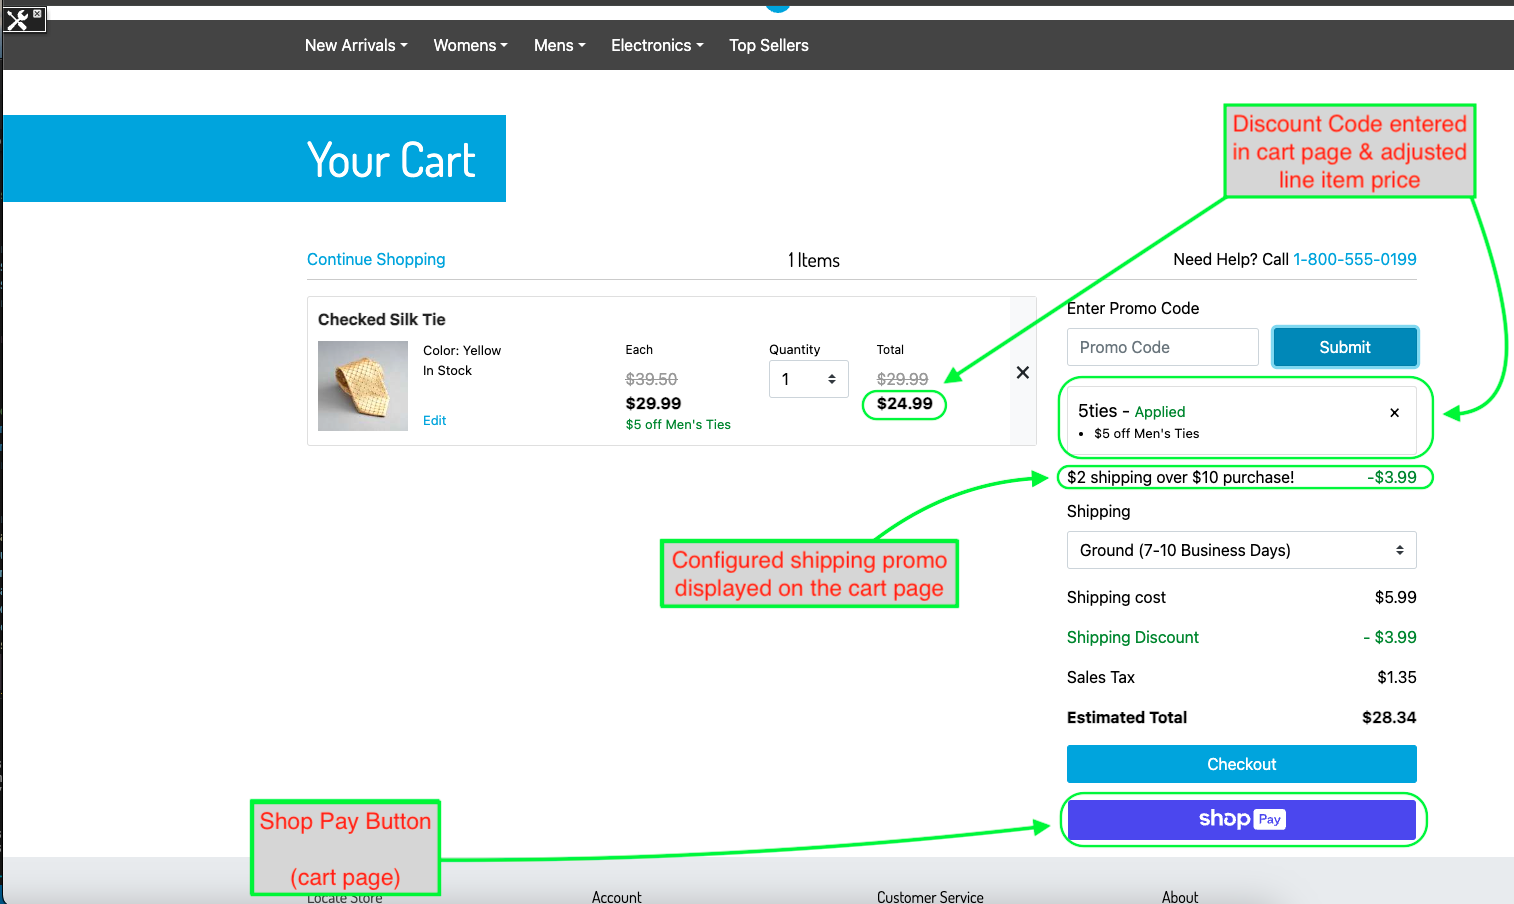 New Arrivals Womens Mens Electronics Top Sellers
Discount Code entered
in cart page & adjusted
line item price
Your Cart
Continue Shopping
1 Items
Need Help? Call 1-800-555-0199
Checked Silk Tie
Color: Yellow
In Stock
Edit
Each
$39.50
$29.99
$5 off Men's Ties
Quantity
1
Total
$29.99
$24.99
Enter Promo Code
Promo Code
Submit
5ties - Applied
• $5 off Men's Ties
$2 shipping over $10 purchase! -$3.99
Configured shipping promo
displayed on the cart page
Shipping
Ground (7-10 Business Days)
Shipping cost $5.99
Shipping Discount - $3.99
Sales Tax $1.35
Estimated Total $28.34
Checkout
shop Pay
Shop Pay Button
(cart page)
Locate Store Account Customer Service About